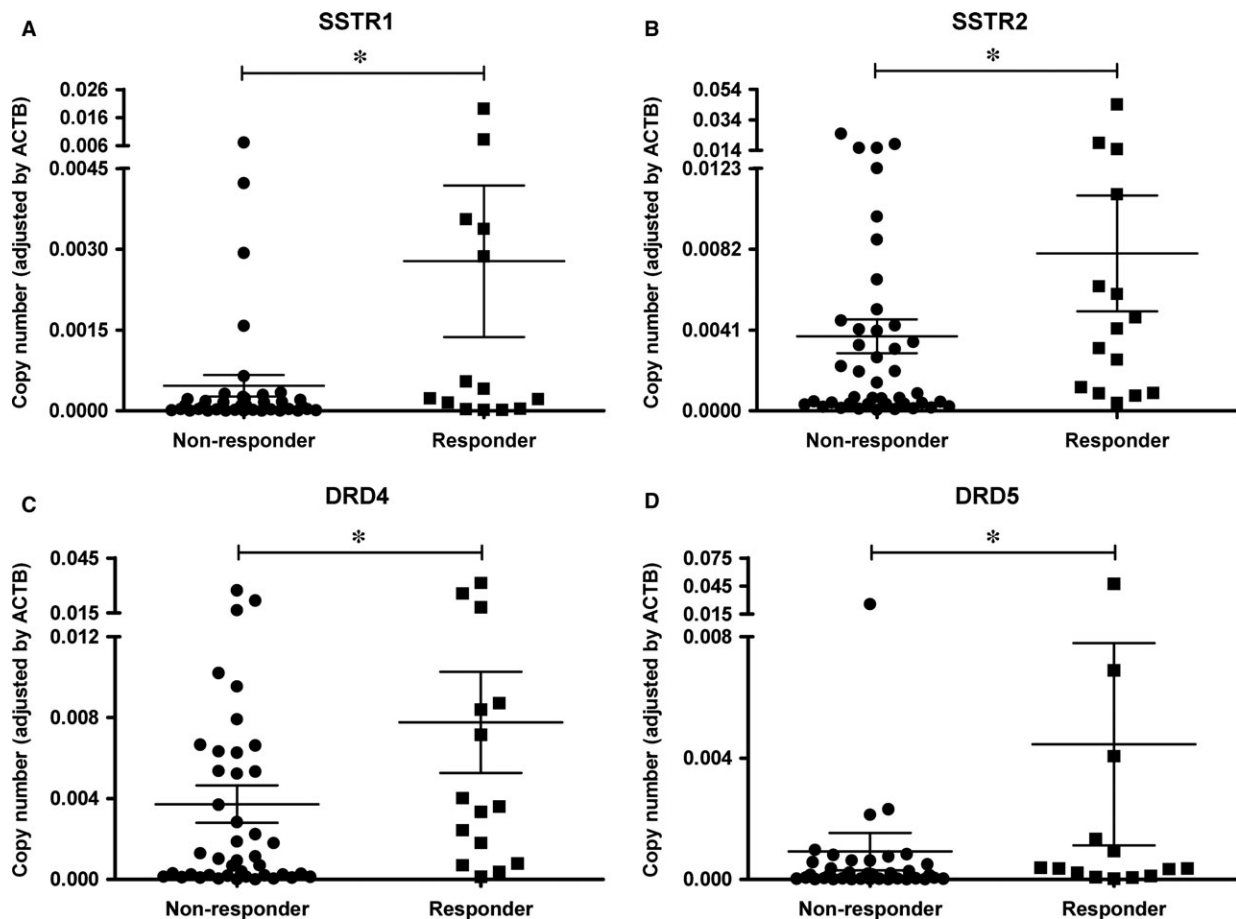 A
SSTR1
*
Copy number (adjusted by ACTB)
0.026
0.016
0.006
0.0045
0.0030
0.0015
0.0000
Non-responder
Responder
B
SSTR2
*
Copy number (adjusted by ACTB)
0.054
0.034
0.014
0.0123
0.0082
0.0041
0.0000
Non-responder
Responder
C
DRD4
*
Copy number (adjusted by ACTB)
0.045
0.015
0.012
0.008
0.004
0.000
Non-responder
Responder
D
DRD5
*
Copy number (adjusted by ACTB)
0.075
0.045
0.015
0.008
0.004
0.000
Non-responder
Responder